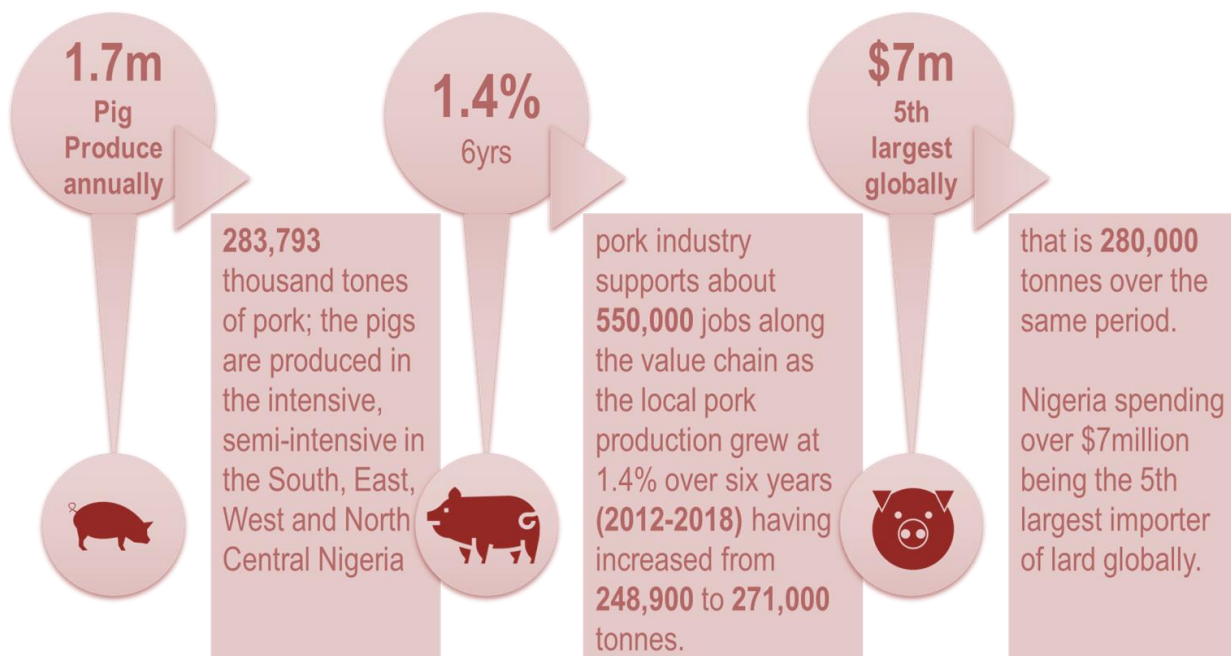 1.7m
Pig
Produce
annually
283,793
thousand tones
of pork; the pigs
are produced in
the intensive,
semi-intensive in
the South, East,
West and North
Central Nigeria
1.4%
6yrs
pork industry
supports about
550,000 jobs along
the value chain as
the local pork
production grew at
1.4% over six years
(2012-2018) having
increased from
248,900 to 271,000
tonnes.
$7m
5th
largest
globally
that is 280,000
tonnes over the
same period.
Nigeria spending
over $7million
being the 5th
largest importer
of lard globally.